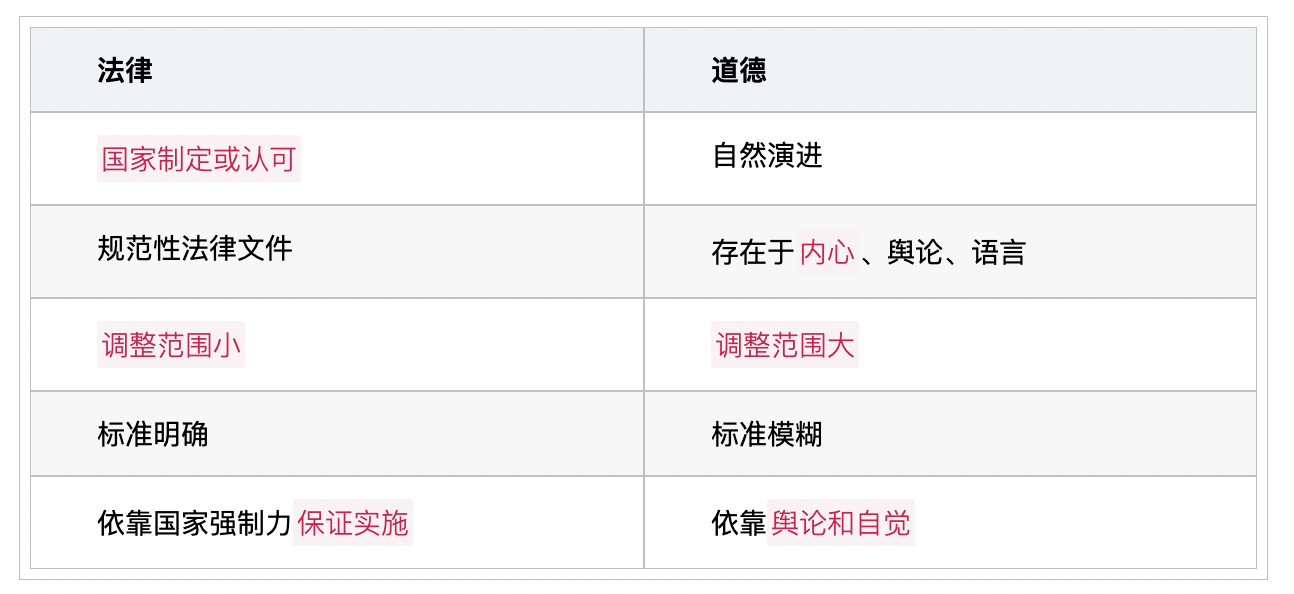 法律 道德
国家制定或认可 自然演进
规范性法律文件 存在于内心、舆论、语言
调整范围小 调整范围大
标准明确 标准模糊
依靠国家强制力保证实施 依靠舆论和自觉